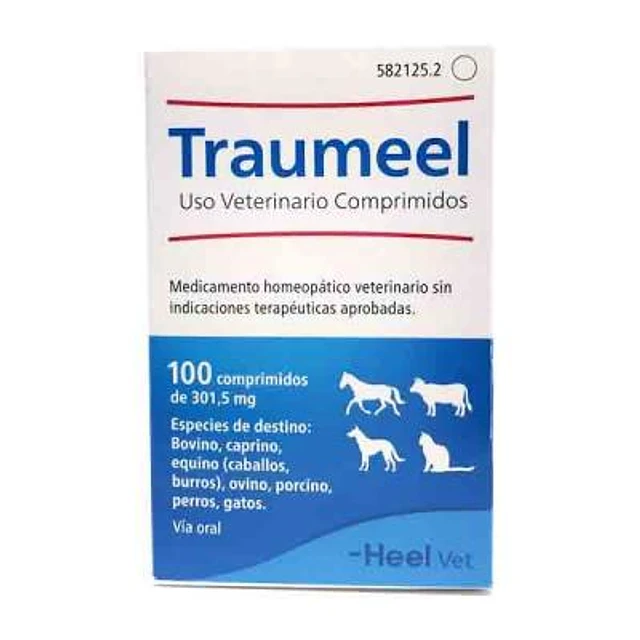 582125.2
Traumeel
Uso Veterinario Comprimidos
Medicamento homeopático veterinario sin
indicaciones terapéuticas aprobadas.
100 comprimidos
de 301,5 mg
Especies de destino:
Bovino, caprino,
equino (caballos,
burros), ovino, porcino,
perros, gatos.
Vía oral
-Heel Vet